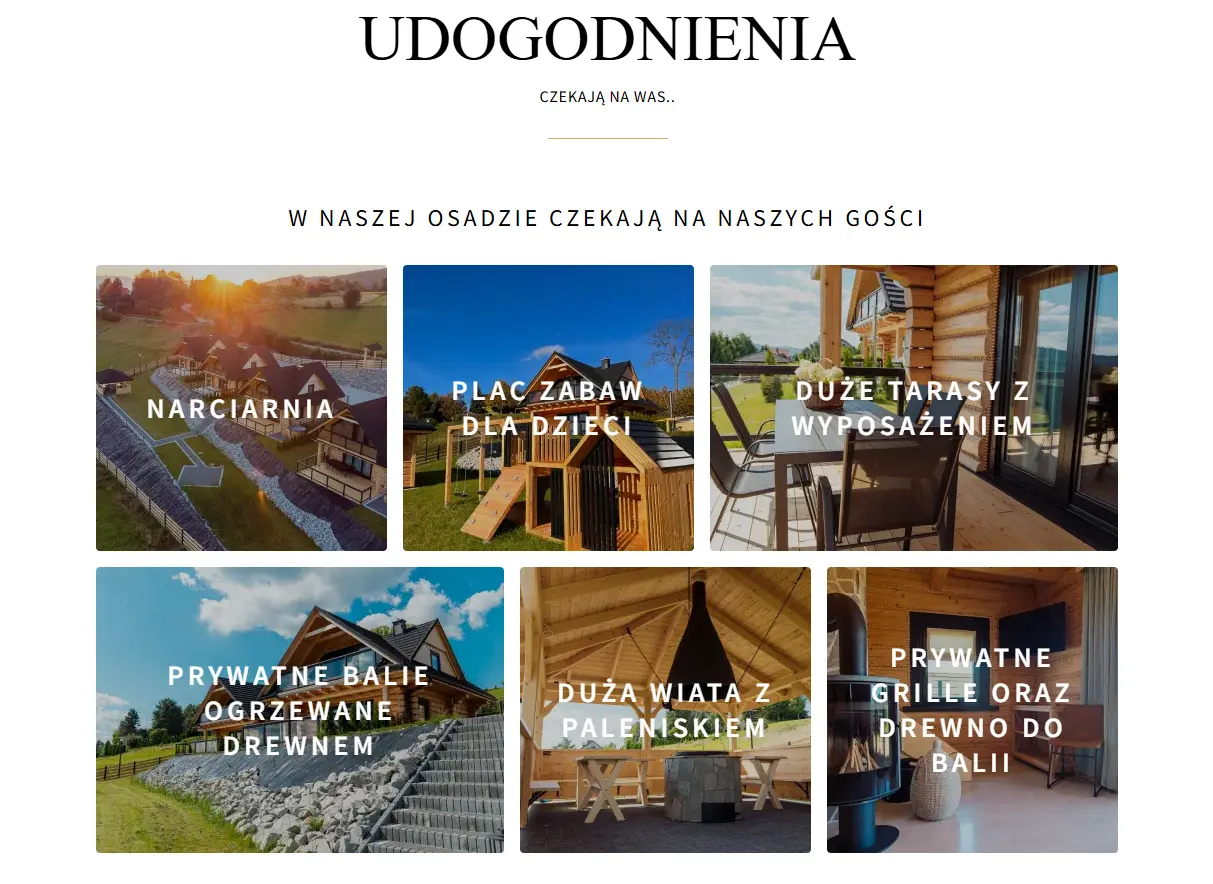 UDOGODNIENIA
CZEKAJĄ NA WAS..
W NASZEJ OSADZIE CZEKAJĄ NA NASZYCH GOŚCI
NARCIARNIA
PLAC ZABAW
DLA DZIECI
DUŻE TARASY Z
WYPOSAŻENIEM
PRYWATNE BALIE
OGRZEWANE
DREWNEM
DUŻA WIATA Z
PALENISKIEM
PRYWATNE
GRILLE ORAZ
DREWNO DO
BALII